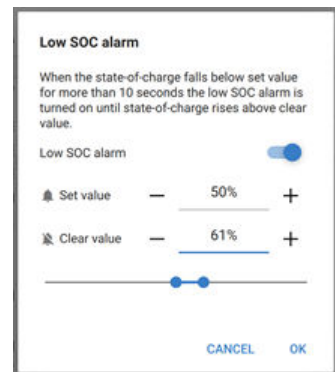 Low SOC alarm
When the state-of-charge falls below set value
for more than 10 seconds the low SOC alarm is
turned on until state-of-charge rises above clear
value.
Low SOC alarm
Set value — 50% +
Clear value — 61% +
CANCEL OK